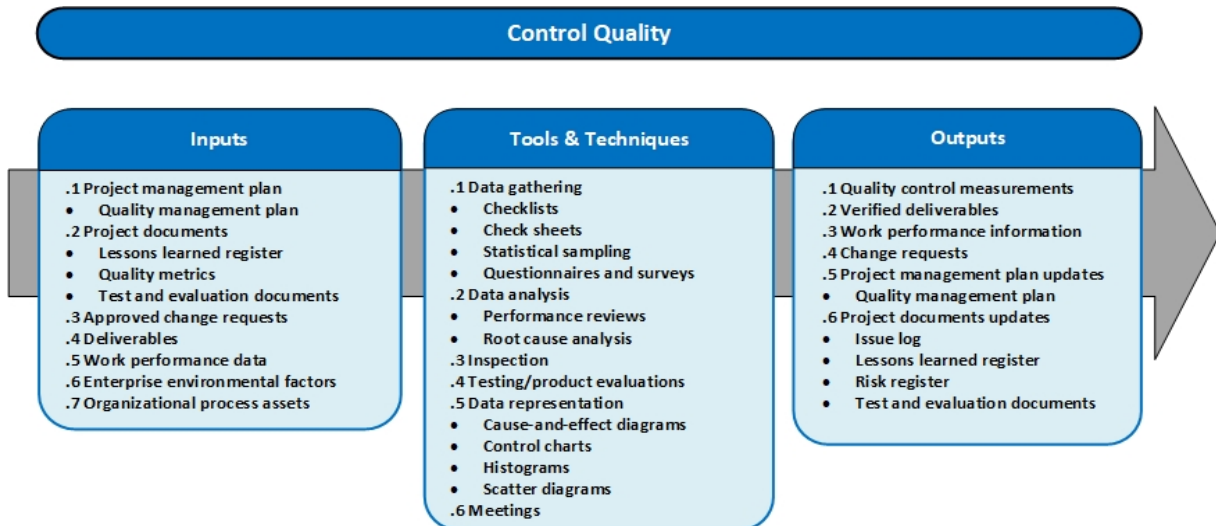 Control Quality
Inputs
.1 Project management plan
• Quality management plan
.2 Project documents
• Lessons learned register
• Quality metrics
• Test and evaluation documents
.3 Approved change requests
.4 Deliverables
.5 Work performance data
.6 Enterprise environmental factors
.7 Organizational process assets
Tools & Techniques
.1 Data gathering
• Checklists
• Check sheets
• Statistical sampling
• Questionnaires and surveys
.2 Data analysis
• Performance reviews
• Root cause analysis
.3 Inspection
.4 Testing/product evaluations
.5 Data representation
• Cause-and-effect diagrams
• Control charts
• Histograms
• Scatter diagrams
.6 Meetings
Outputs
.1 Quality control measurements
.2 Verified deliverables
.3 Work performance information
.4 Change requests
.5 Project management plan updates
• Quality management plan
.6 Project documents updates
• Issue log
• Lessons learned register
• Risk register
• Test and evaluation documents